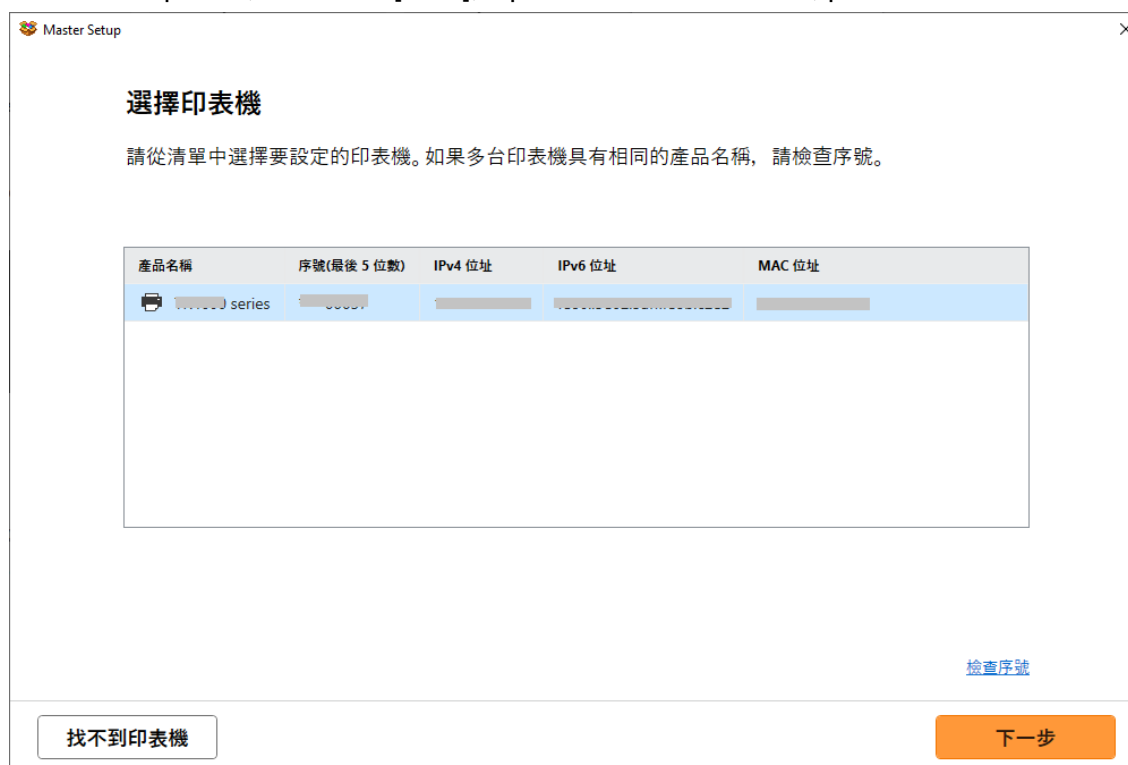 Master Setup
選擇印表機
請從清單中選擇要設定的印表機。如果多台印表機具有相同的產品名稱，請檢查序號。
產品名稱 序號(最後 5 位數) IPv4 位址 IPv6 位址 MAC 位址
series
檢查序號
找不到印表機 下一步